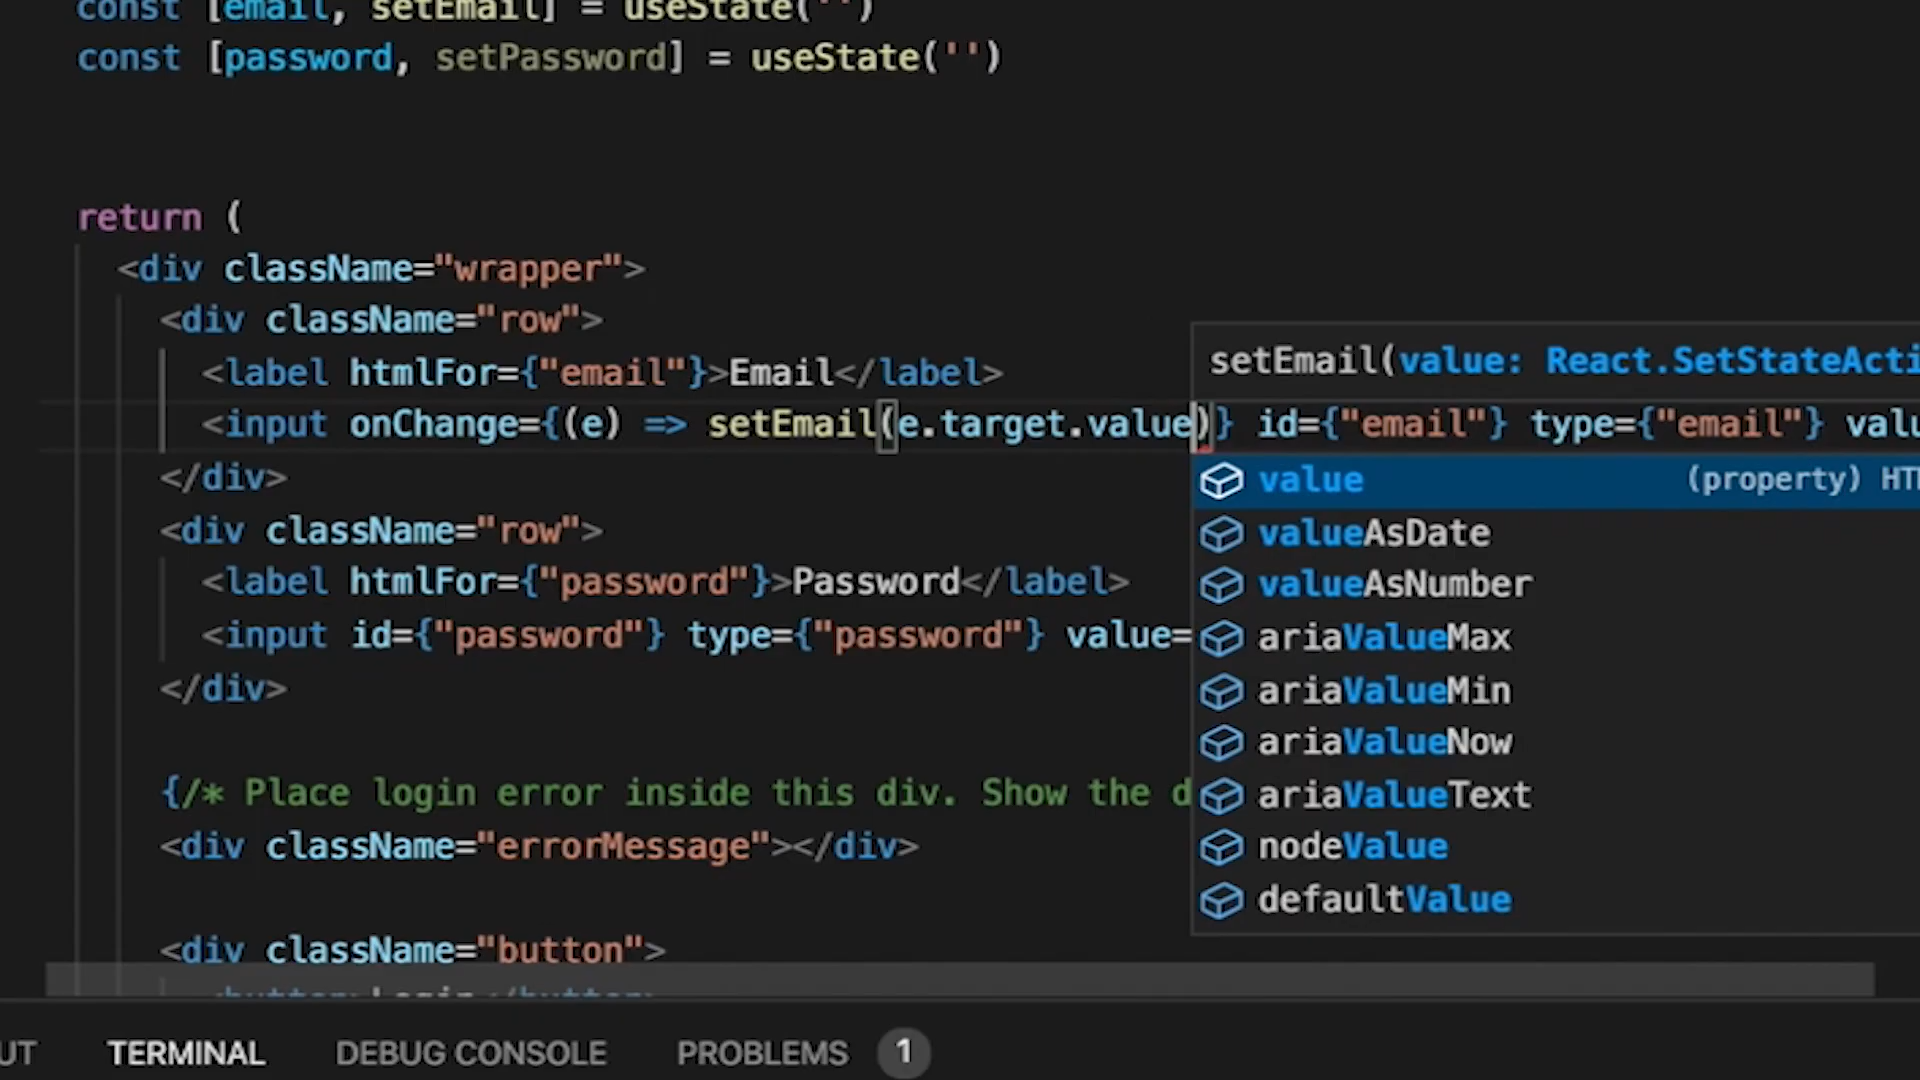 const [email, setEmail] = useState('')
const [password, setPassword] = useState('')
return (
<div className="wrapper">
<div className="row">
<label htmlFor={"email"}>Email</label>
setEmail(value: React.SetStateActi
<input onChange={(e) => setEmail(e.target.value)} id={"email"} type={"email"} valu
</div>
value (property) HTM
<div className="row">
valueAsDate
<label htmlFor={"password"}>Password</label>
valueAsNumber
<input id={"password"} type={"password"} value=
ariaValueMax
</div>
ariaValueMin
ariaValueNow
{/* Place login error inside this div. Show the d
ariaValueText
<div className="errorMessage"></div>
nodeValue
defaultValue
<div className="button">
<button>Login</button>
UT TERMINAL DEBUG CONSOLE PROBLEMS 1